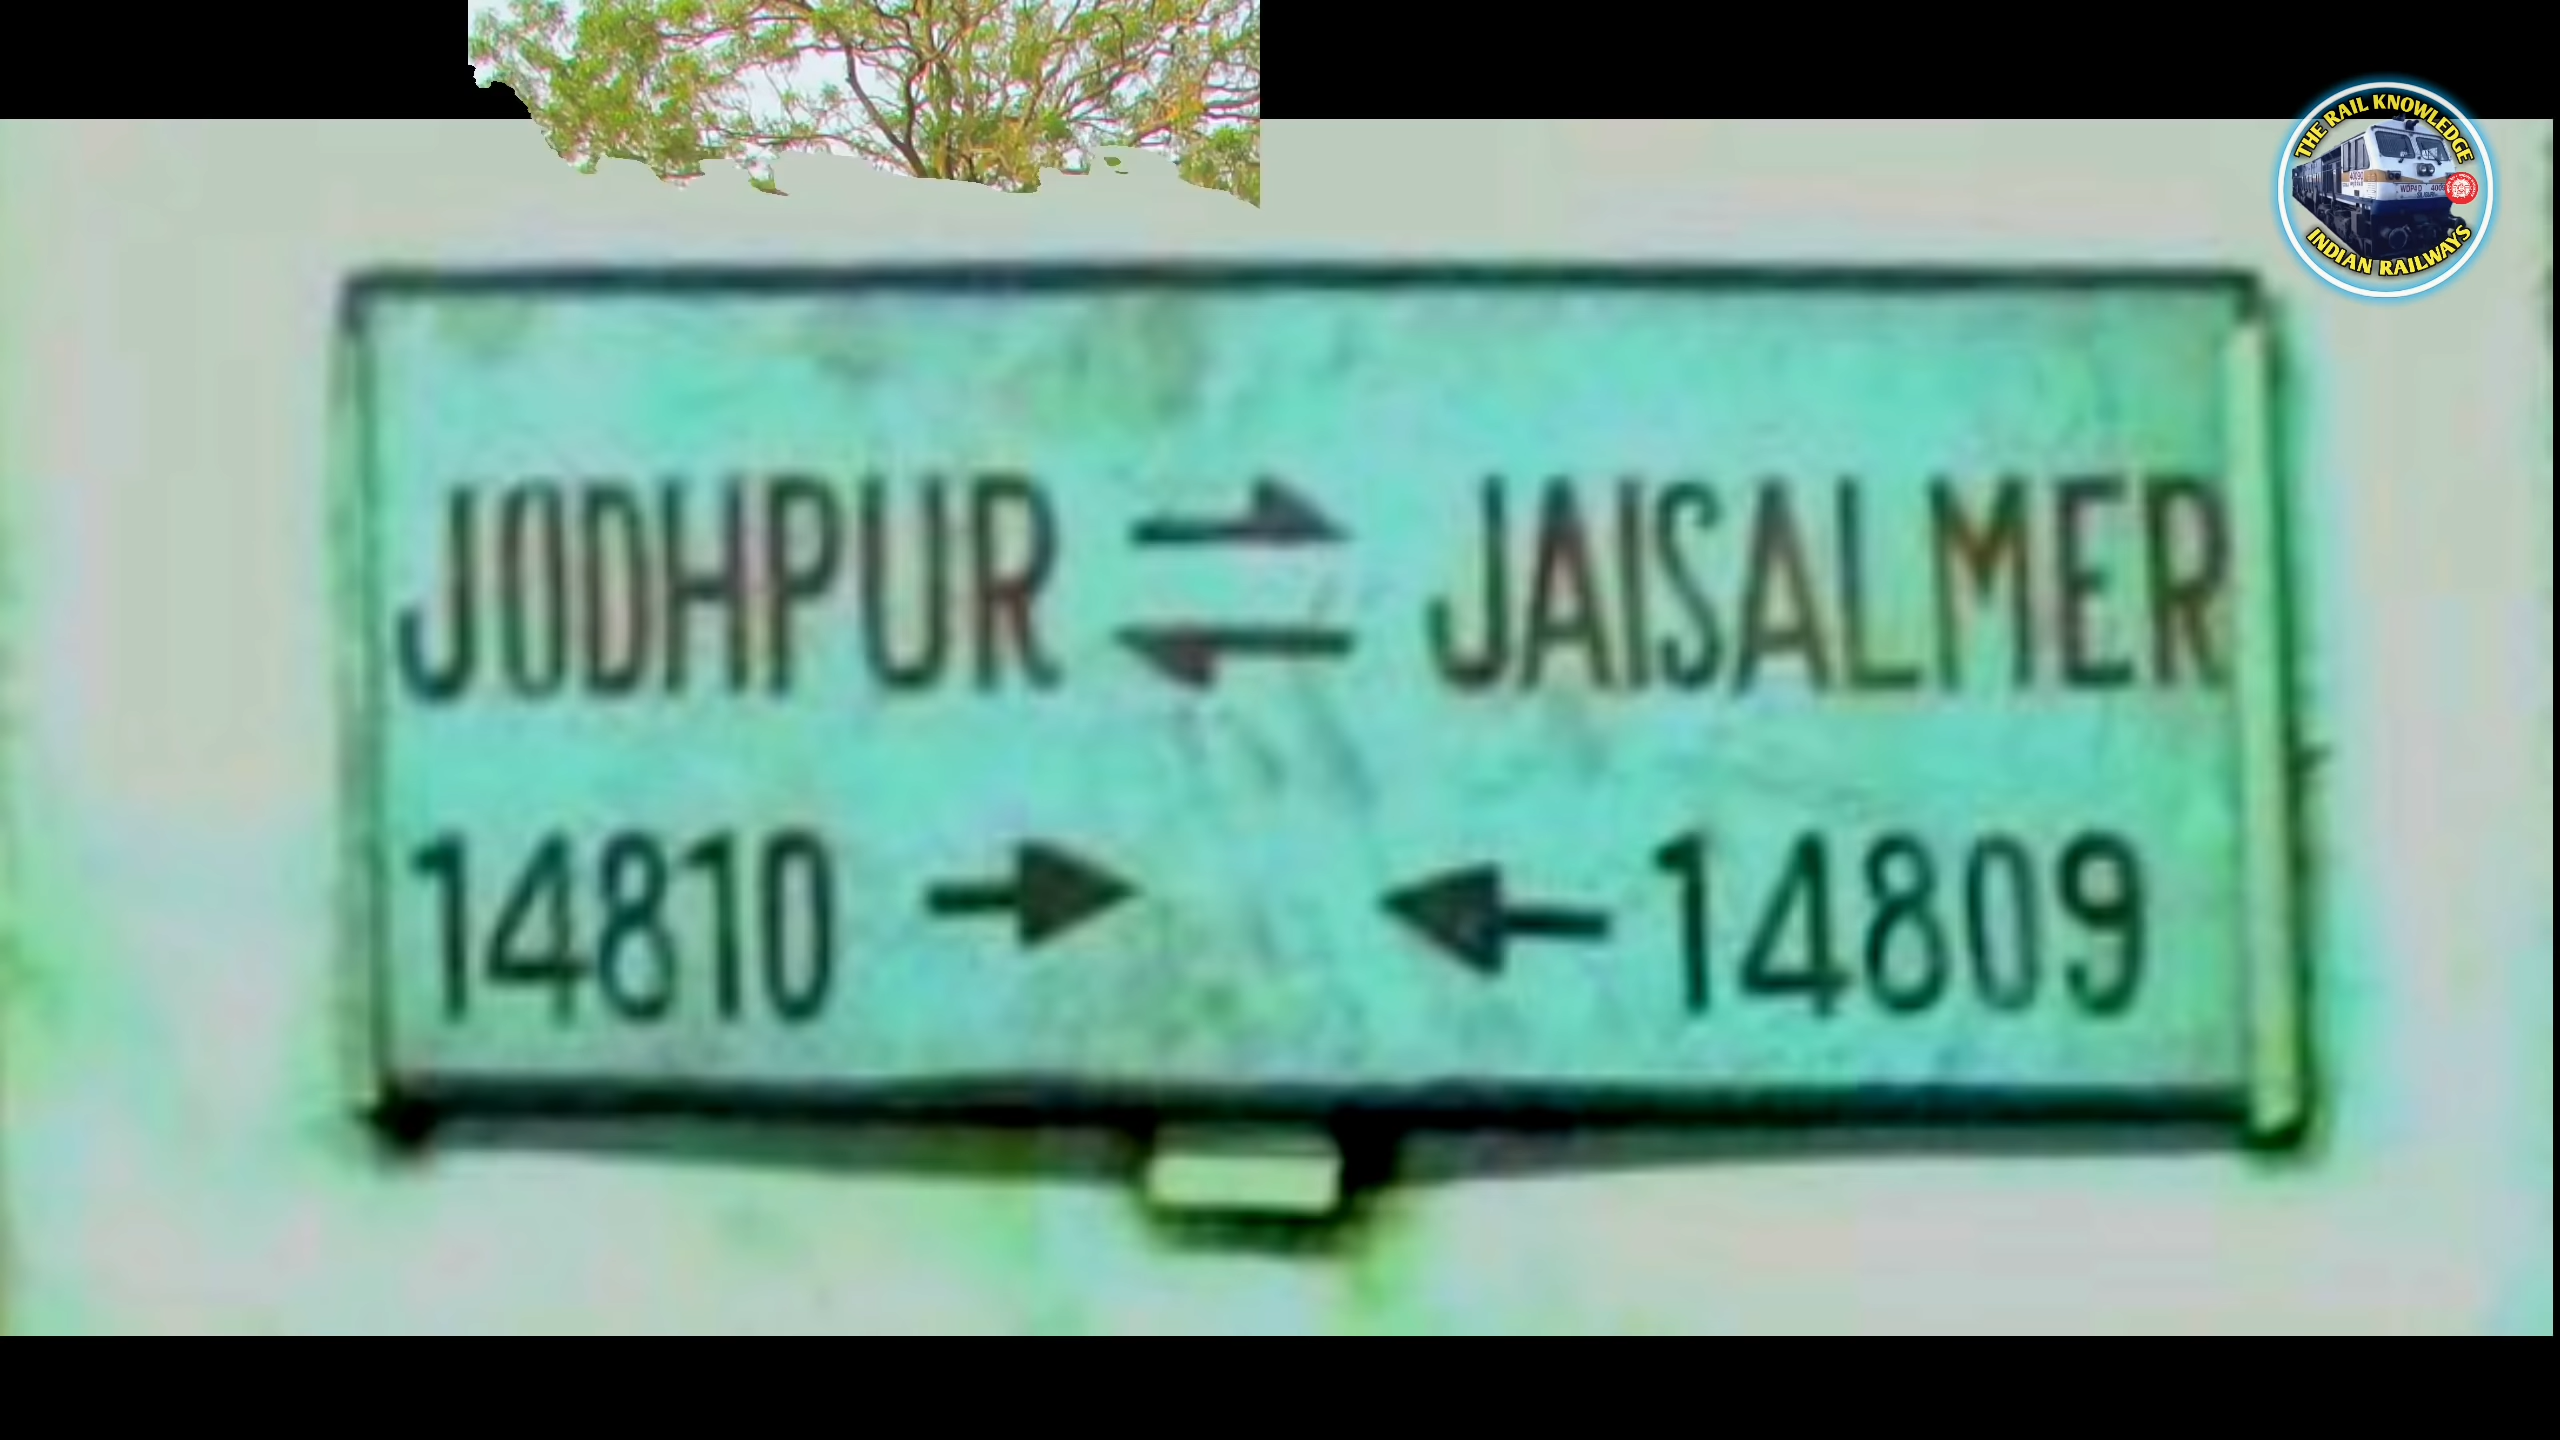 THE RAIL KNOWLEDGE
INDIAN RAILWAYS
JODHPUR ⇌ JAISALMER
14810 → ← 14809